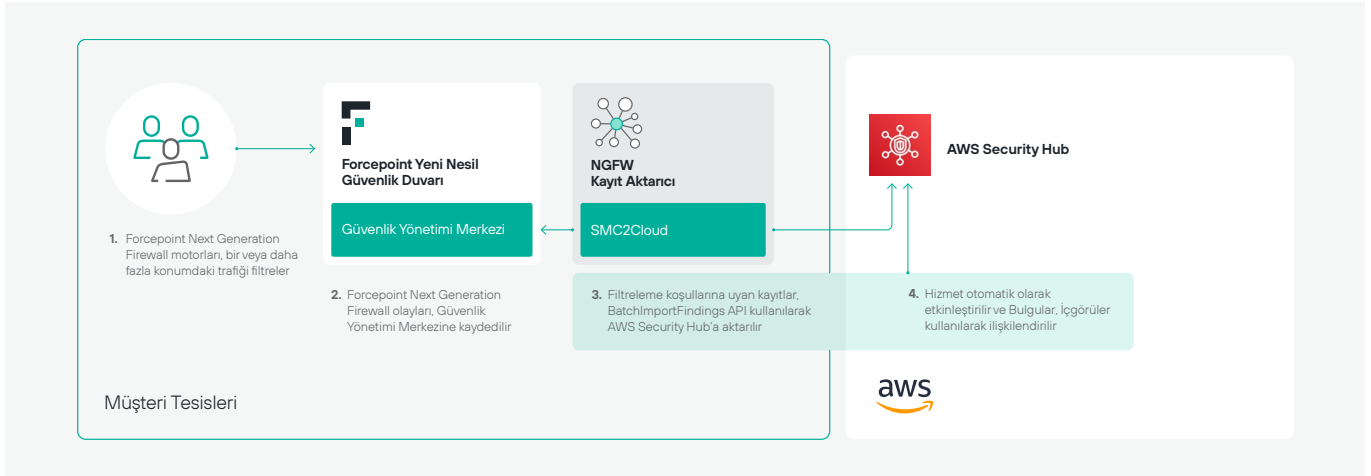 Forcepoint Yeni Nesil
Güvenlik Duvarı
Güvenlik Yönetimi Merkezi
NGFW
Kayıt Aktarıcı
SMC2Cloud
AWS Security Hub
1. Forcepoint Next Generation
Firewall motorları, bir veya daha
fazla konumdaki trafiği filtreler
2. Forcepoint Next Generation
Firewall olayları, Güvenlik
Yönetimi Merkezine kaydedilir
3. Filtreleme koşullarına uyan kayıtlar,
BatchImportFindings API kullanılarak
AWS Security Hub'a aktarılır
4. Hizmet otomatik olarak
etkinleştirilir ve Bulgular, İçgörüler
kullanılarak ilişkilendirilir
Müşteri Tesisleri
aws